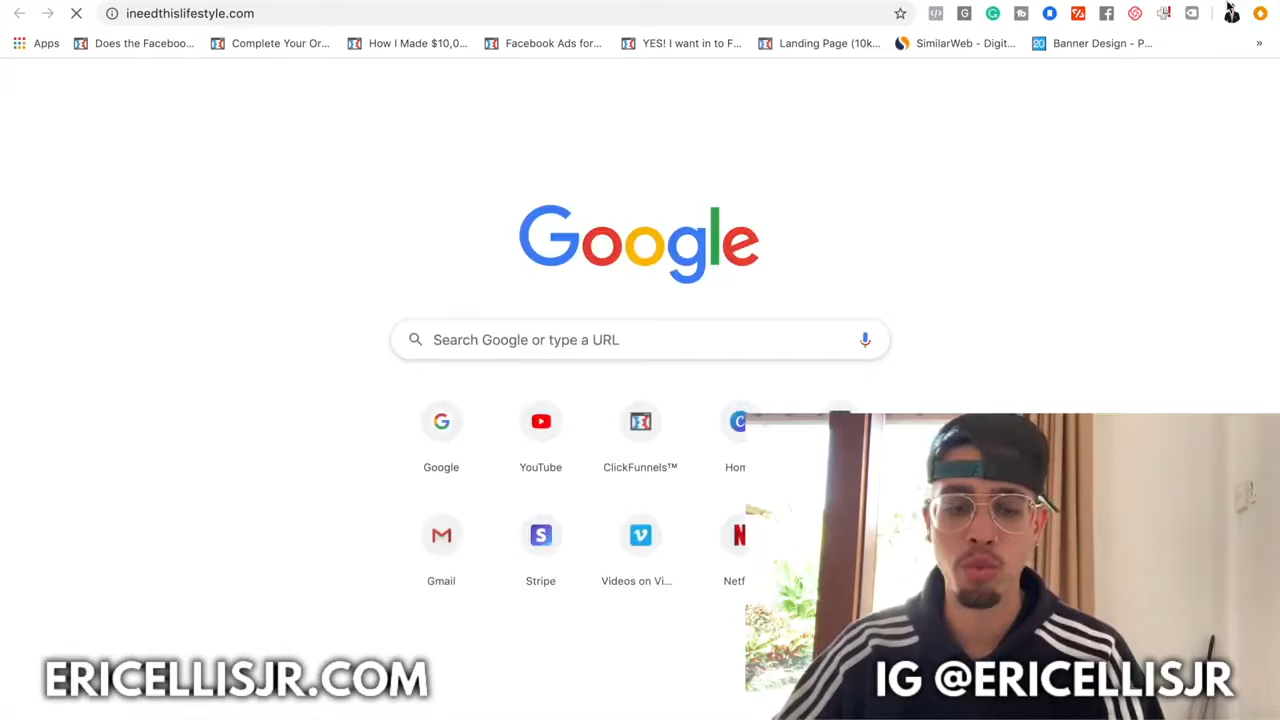 ineedthislifestyle.com
Apps
Does the Faceboo...
Complete Your Or...
How I Made $10,0...
Facebook Ads for...
YES! I want in to F...
Landing Page (10k...
SimilarWeb - Digit...
20
Banner Design - P...
»
Google
Search Google or type a URL
Google
YouTube
ClickFunnels™
Hom
Gmail
Stripe
Videos on Vi...
Netf
ERICELLISJR.COM
IG @ERICELLISJR